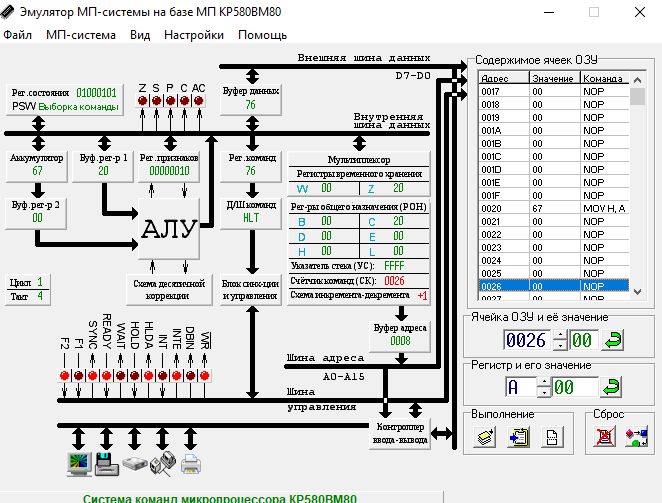 Эмулятор МП-системы на базе МП КР580ВМ80
Файл МП-система Вид Настройки Помощь
Внешняя шина данных
D7-D0
Рег.состояния 01000101
PSW Выборка команды
Z S P C AC
Буфер данных
76
Внутренняя
шина данных
Аккумулятор
67
Буф.рег-р 1
20
Рег.признаков
00000010
Рег.команд
76
Мультиплексор
Регистры временного хранения
W 00 Z 20
Буф.рег-р 2
00
АЛУ
Д/Ш команд
HLT
Рег-ры общего назначения (РОН)
B 00 C 20
D 00 E 00
H 00 L 00
Указатель стека (УС): FFFF
Счётчик команд (СК): 0026
Схема инкремента-декремента +1
Цикл 1
Такт 4
Схема десятичной
коррекции
Блок синх-ции
и управления
Буфер адреса
0008
F2 F1 SYNC READY WAIT HOLD HLDA INT INTE DBIN WR
Шина адреса
A0-A15
Шина
управления
Контроллер
ввода-вывода
Содержимое ячеек ОЗУ
Адрес Значение Команда
0017 00 NOP
0018 00 NOP
0019 00 NOP
001A 00 NOP
001B 00 NOP
001C 00 NOP
001D 00 NOP
001E 00 NOP
001F 00 NOP
0020 67 MOV H, A
0021 00 NOP
0022 00 NOP
0023 00 NOP
0024 00 NOP
0025 00 NOP
0026 00 NOP
0027 00 NOP
Ячейка ОЗУ и её значение
0026 00
Регистр и его значение
A 00
Выполнение
Сброс
Система команд микропроцессора КР580ВМ80